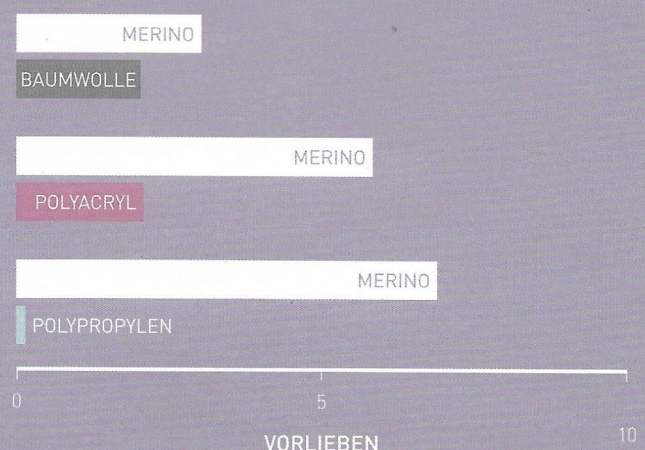 MERINO
BAUMWOLLE
MERINO
POLYACRYL
MERINO
POLYPROPYLEN
0
5
10
VORLIEBEN